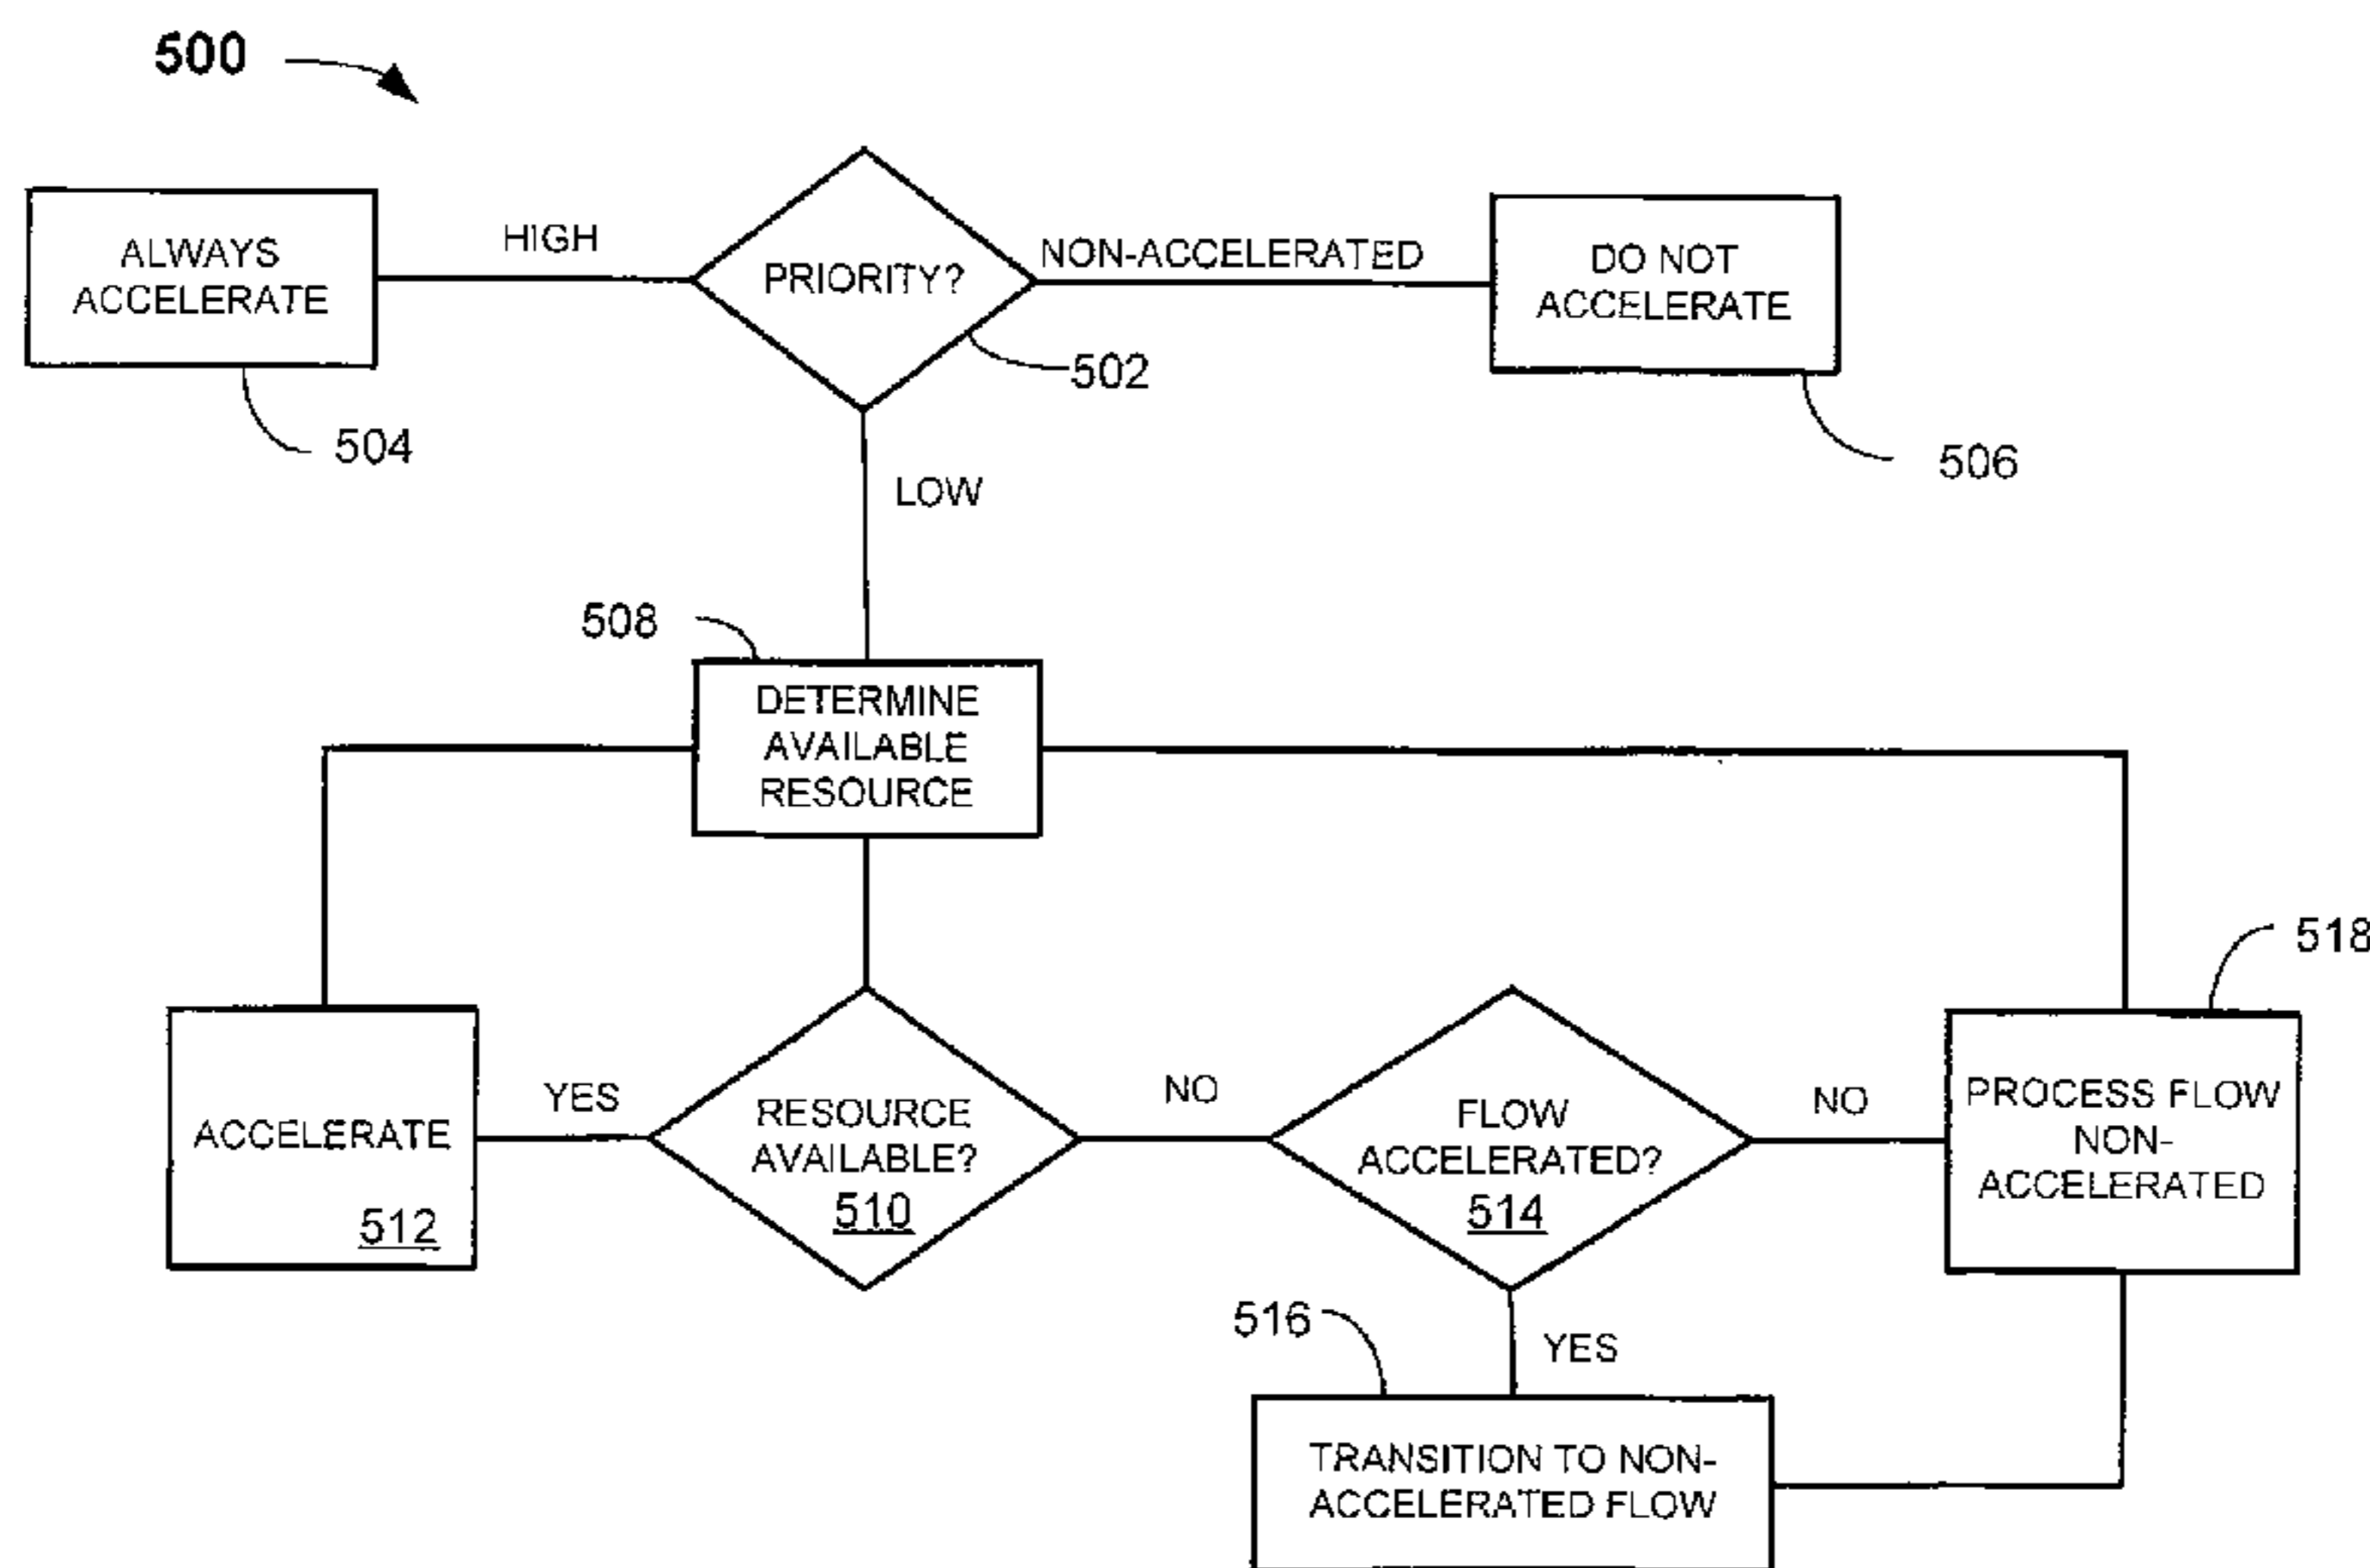 500
ALWAYS
ACCELERATE
HIGH
PRIORITY?
NON-ACCELERATED
DO NOT
ACCELERATE
502
504
506
LOW
508
DETERMINE
AVAILABLE
RESOURCE
518
ACCELERATE
512
YES
RESOURCE
AVAILABLE?
510
NO
FLOW
ACCELERATED?
514
NO
PROCESS FLOW
NON-
ACCELERATED
516
YES
TRANSITION TO NON-
ACCELERATED FLOW